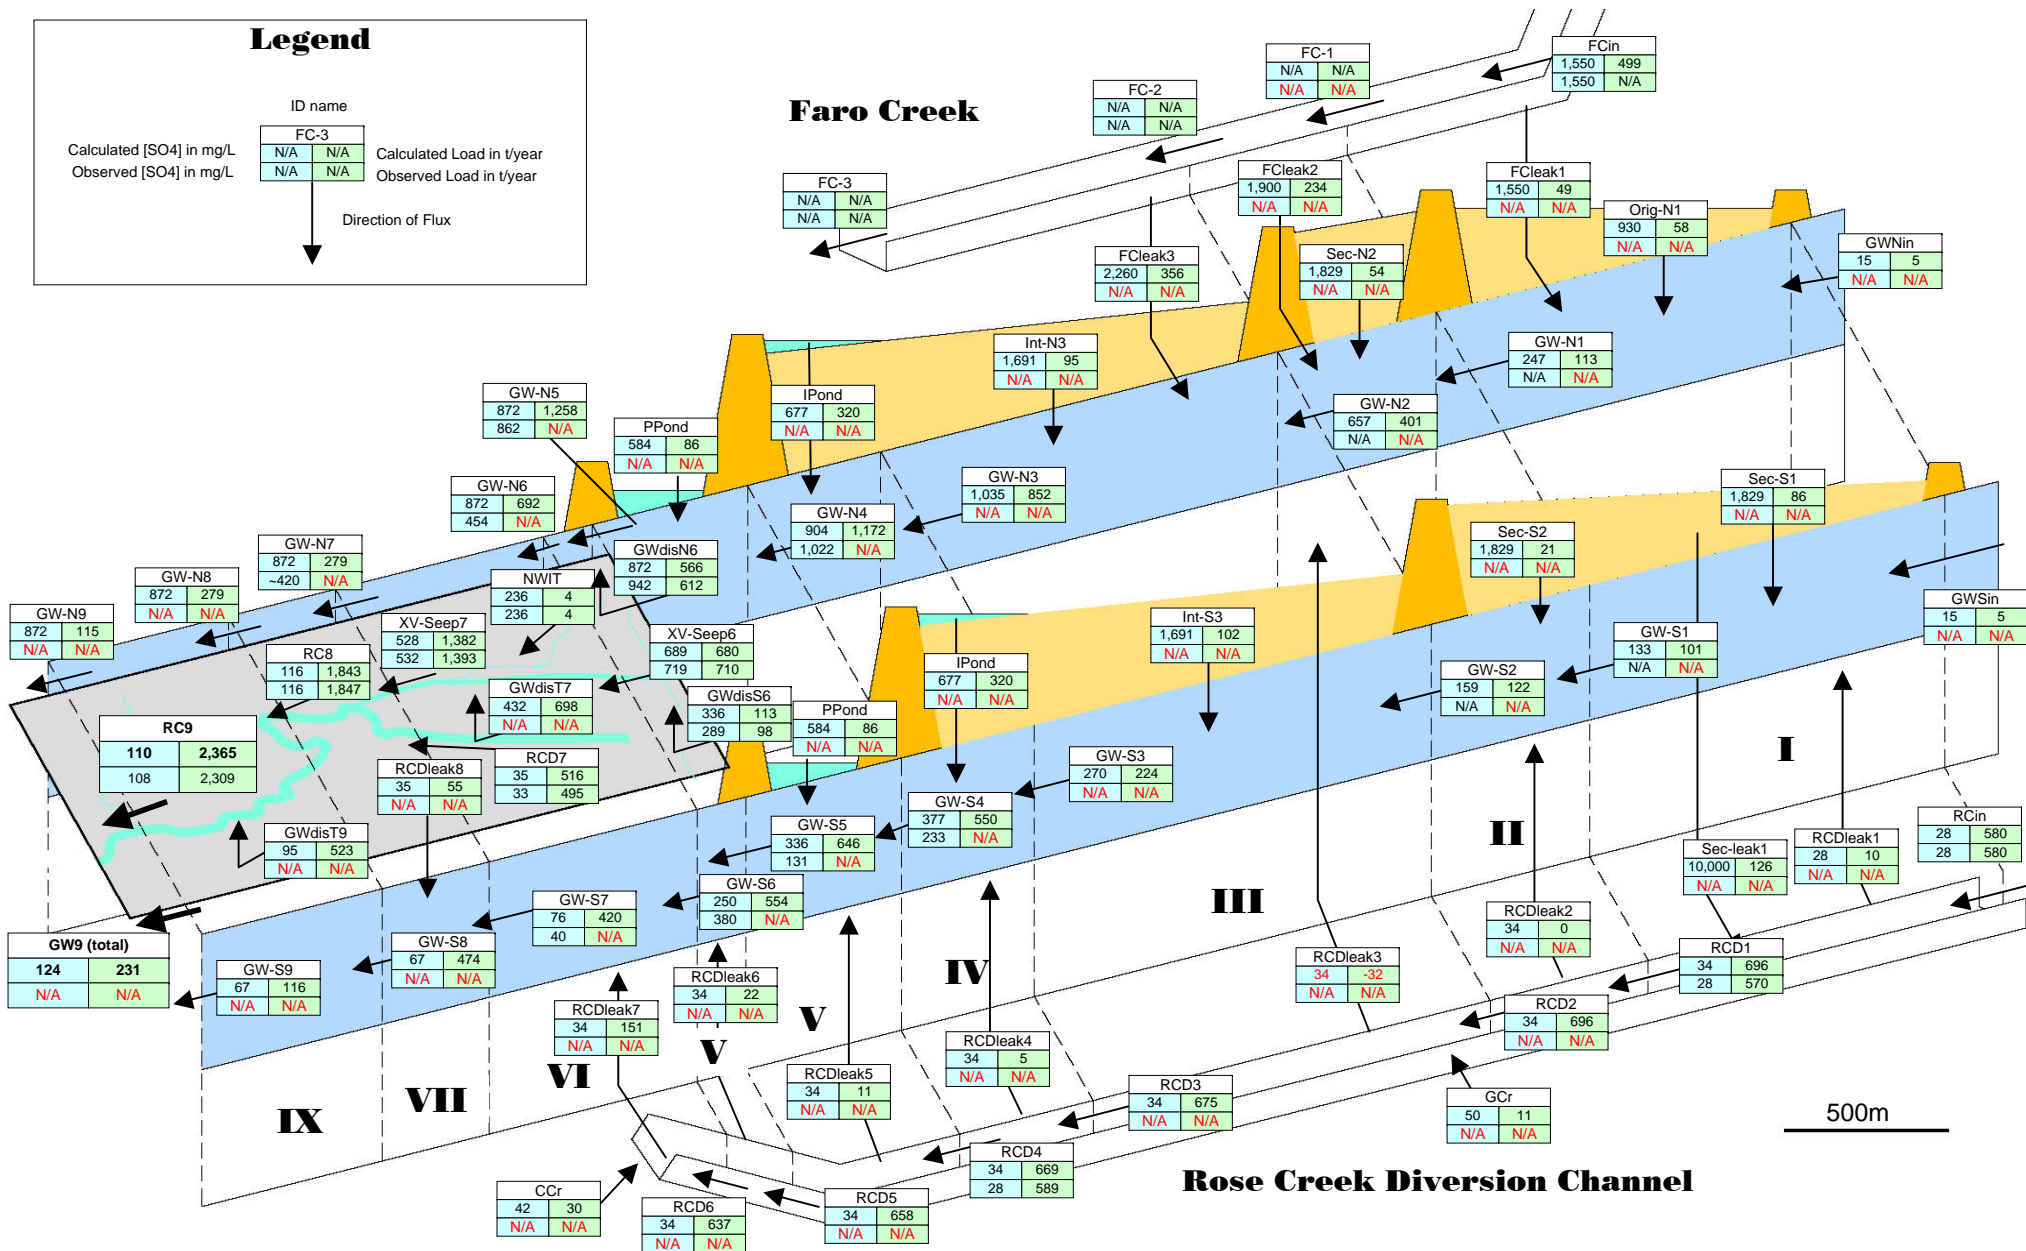 Legend
ID name
FC-3
Calculated [SO4] in mg/L N/A N/A Calculated Load in t/year
Observed [SO4] in mg/L N/A N/A Observed Load in t/year
Direction of Flux
Faro Creek
FC-1
N/A N/A
N/A N/A
FCin
1,550 499
1,550 N/A
FC-2
N/A N/A
N/A N/A
FC-3
N/A N/A
N/A N/A
FCleak2
1,900 234
N/A N/A
FCleak1
1,550 49
N/A N/A
Orig-N1
930 58
N/A N/A
GWNin
15 5
N/A N/A
FCleak3
2,260 356
N/A N/A
Sec-N2
1,829 54
N/A N/A
Int-N3
1,691 95
N/A N/A
GW-N1
247 113
N/A N/A
GW-N5
872 1,258
862 N/A
IPond
677 320
N/A N/A
GW-N2
657 401
N/A N/A
PPond
584 86
N/A N/A
GW-N6
872 692
454 N/A
GW-N3
1,035 852
N/A N/A
GW-N4
904 1,172
1,022 N/A
Sec-S1
1,829 86
N/A N/A
GW-N7
872 279
~420 N/A
GWdisN6
872 566
942 612
Sec-S2
1,829 21
N/A N/A
GW-N8
872 279
N/A N/A
NWIT
236 4
236 4
GW-N9
872 115
N/A N/A
XV-Seep7
528 1,382
532 1,393
XV-Seep6
689 680
719 710
Int-S3
1,691 102
N/A N/A
GWSin
15 5
N/A N/A
RC8
116 1,843
116 1,847
GW-S1
133 101
N/A N/A
IPond
677 320
N/A N/A
GW-S2
159 122
N/A N/A
GWdisT7
432 698
N/A N/A
GWdisS6
336 113
289 98
PPond
584 86
N/A N/A
RC9
110 2,365
108 2,309
RCD7
35 516
33 495
RCDleak8
35 55
N/A N/A
GW-S3
270 224
N/A N/A
I
GW-S4
377 550
233 N/A
GWdisT9
95 523
N/A N/A
GW-S5
336 646
131 N/A
II
RCin
28 580
28 580
RCDleak1
28 10
N/A N/A
Sec-leak1
10,000 126
N/A N/A
GW-S6
250 554
380 N/A
GW-S7
76 420
40 N/A
III
RCDleak2
34 0
N/A N/A
GW9 (total)
124 231
N/A N/A
GW-S8
67 474
N/A N/A
GW-S9
67 116
N/A N/A
RCDleak6
34 22
N/A N/A
IV
RCDleak3
34 -32
N/A N/A
RCD1
34 696
28 570
RCDleak7
34 151
N/A N/A
V
RCD2
34 696
N/A N/A
V
RCDleak4
34 5
N/A N/A
VI
RCDleak5
34 11
N/A N/A
RCD3
34 675
N/A N/A
VII
GCr
50 11
N/A N/A
IX
500m
RCD4
34 669
28 589
Rose Creek Diversion Channel
CCr
42 30
N/A N/A
RCD6
34 637
N/A N/A
RCD5
34 658
N/A N/A